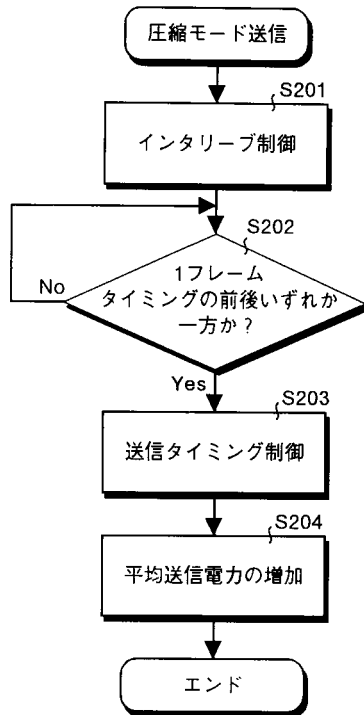 圧縮モード送信
S201
インタリーブ制御
S202
1フレーム
タイミングの前後いずれか
一方か?
No
Yes
S203
送信タイミング制御
S204
平均送信電力の増加
エンド